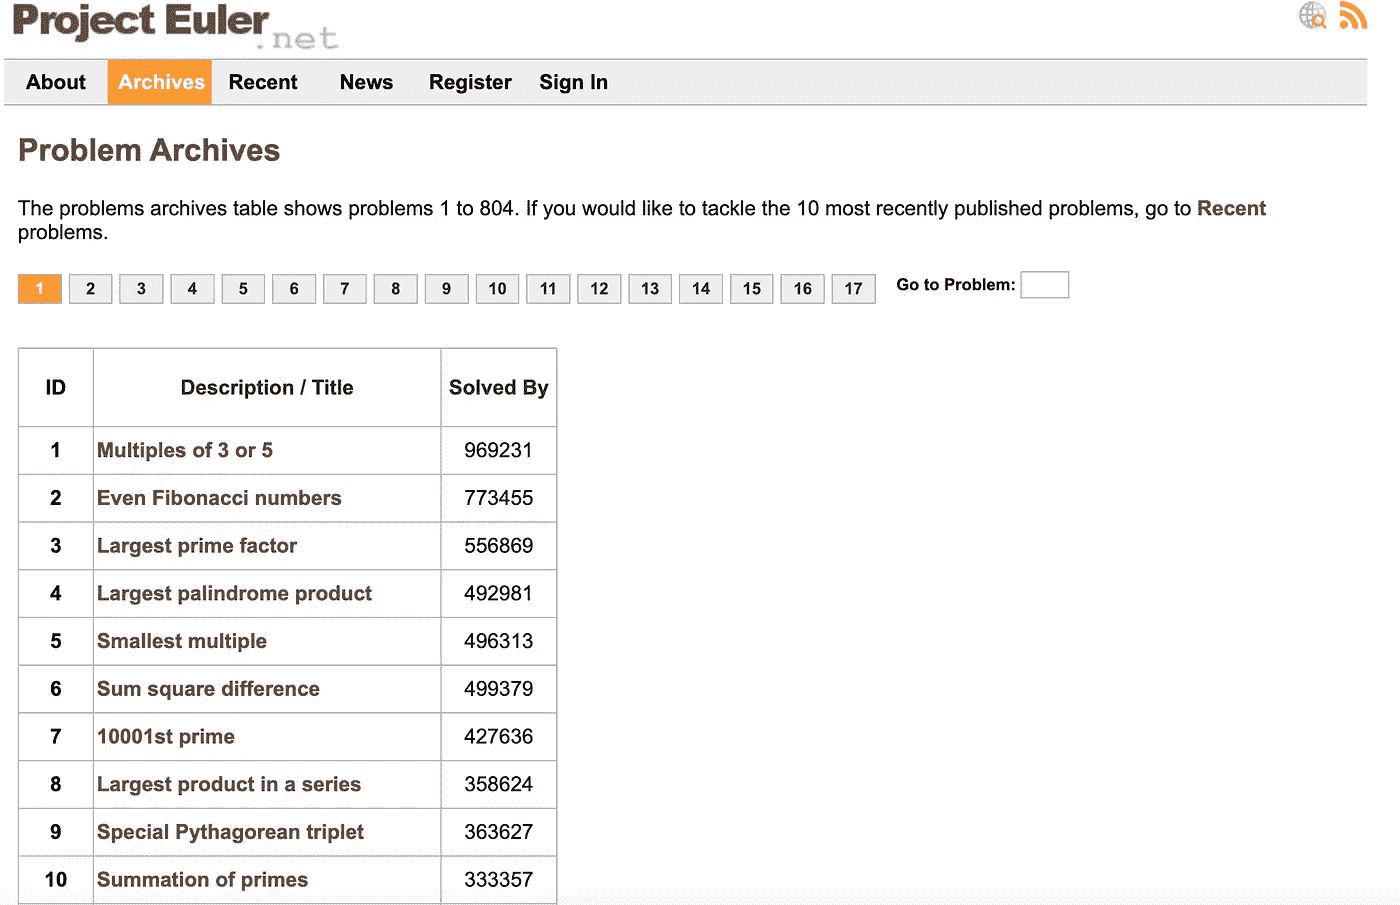 Project Euler
.net
About Archives Recent News Register Sign In
Problem Archives
The problems archives table shows problems 1 to 804. If you would like to tackle the 10 most recently published problems, go to Recent
problems.
1 2 3 4 5 6 7 8 9 10 11 12 13 14 15 16 17 Go to Problem:
ID Description / Title Solved By
1 Multiples of 3 or 5 969231
2 Even Fibonacci numbers 773455
3 Largest prime factor 556869
4 Largest palindrome product 492981
5 Smallest multiple 496313
6 Sum square difference 499379
7 10001st prime 427636
8 Largest product in a series 358624
9 Special Pythagorean triplet 363627
10 Summation of primes 333357